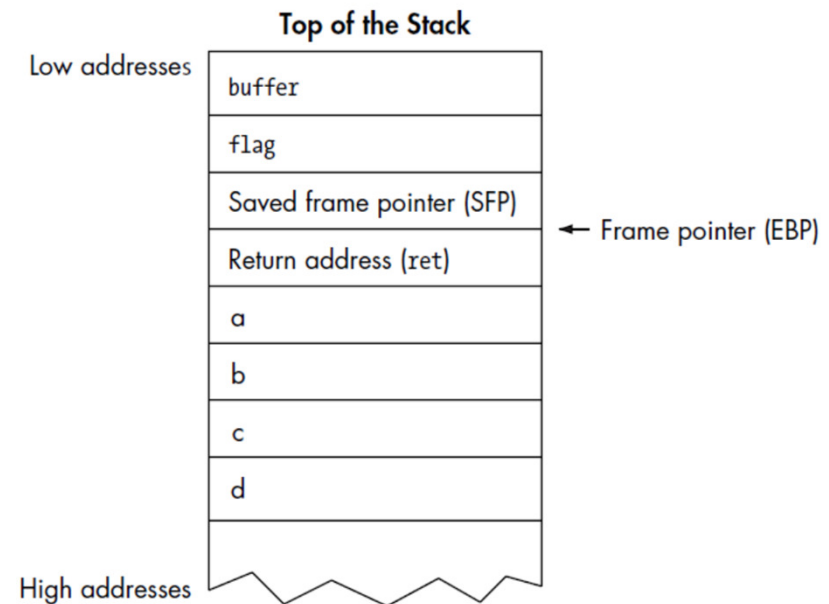 Top of the Stack
Low addresses
buffer
flag
Saved frame pointer (SFP)
Frame pointer (EBP)
Return address (ret)
a
b
c
d
High addresses